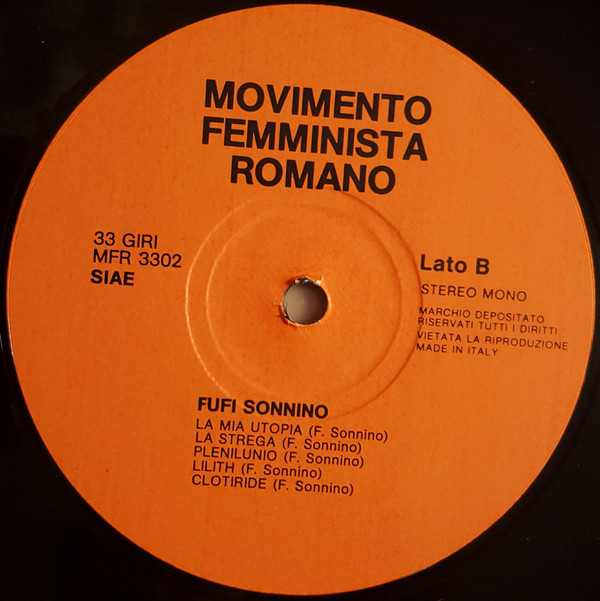 MOVIMENTO
FEMMINISTA
ROMANO
33 GIRI
MFR 3302
SIAE
Lato B
STEREO MONO
MARCHIO DEPOSITATO
RISERVATI TUTTI I DIRITTI
VIETATA LA RIPRODUZIONE
MADE IN ITALY
FUFI SONNINO
LA MIA UTOPIA (F. Sonnino)
LA STREGA (F. Sonnino)
PLENILUNIO (F. Sonnino)
LILITH (F. Sonnino)
CLOTIRIDE (F. Sonnino)